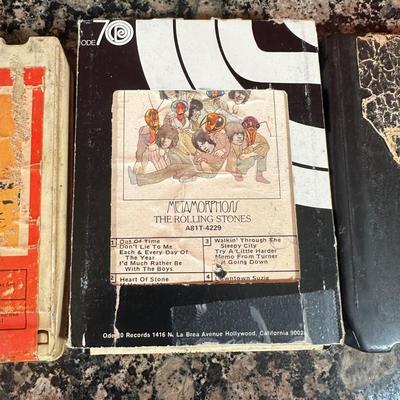 ODE 70
METAMORPHOSIS
THE ROLLING STONES
A81T-4229
1 Out Of Time
Don't Lie To Me
Each & Every Day Of
The Year
I'd Much Rather Be
With The Boys
2 Heart Of Stone
3 Walkin' Through The
Sleepy City
Try A Little Harder
Memo From Turner
Going Down
4 Downtown Suzie
Records 1416 N. La Brea Avenue Hollywood, California